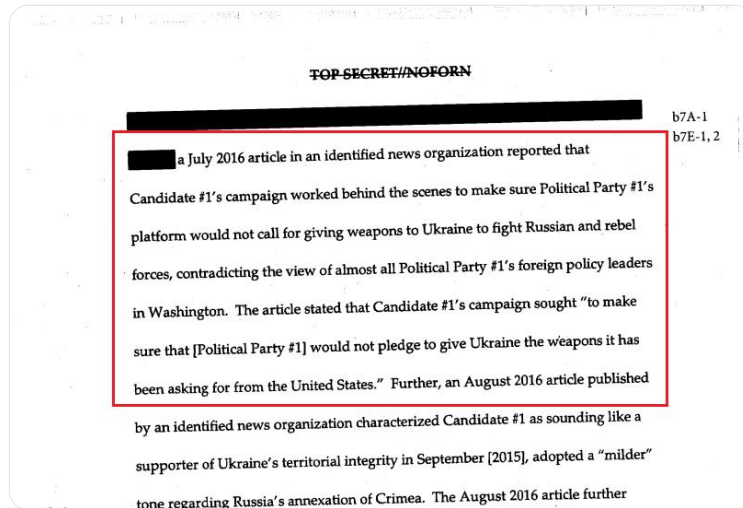 TOP SECRET//NOFORN
b7A-1
b7E-1, 2
a July 2016 article in an identified news organization reported that
Candidate #1's campaign worked behind the scenes to make sure Political Party #1's
platform would not call for giving weapons to Ukraine to fight Russian and rebel
forces, contradicting the view of almost all Political Party #1's foreign policy leaders
in Washington. The article stated that Candidate #1's campaign sought "to make
sure that [Political Party #1] would not pledge to give Ukraine the weapons it has
been asking for from the United States." Further, an August 2016 article published
by an identified news organization characterized Candidate #1 as sounding like a
supporter of Ukraine's territorial integrity in September [2015], adopted a "milder"
tone regarding Russia's annexation of Crimea. The August 2016 article further